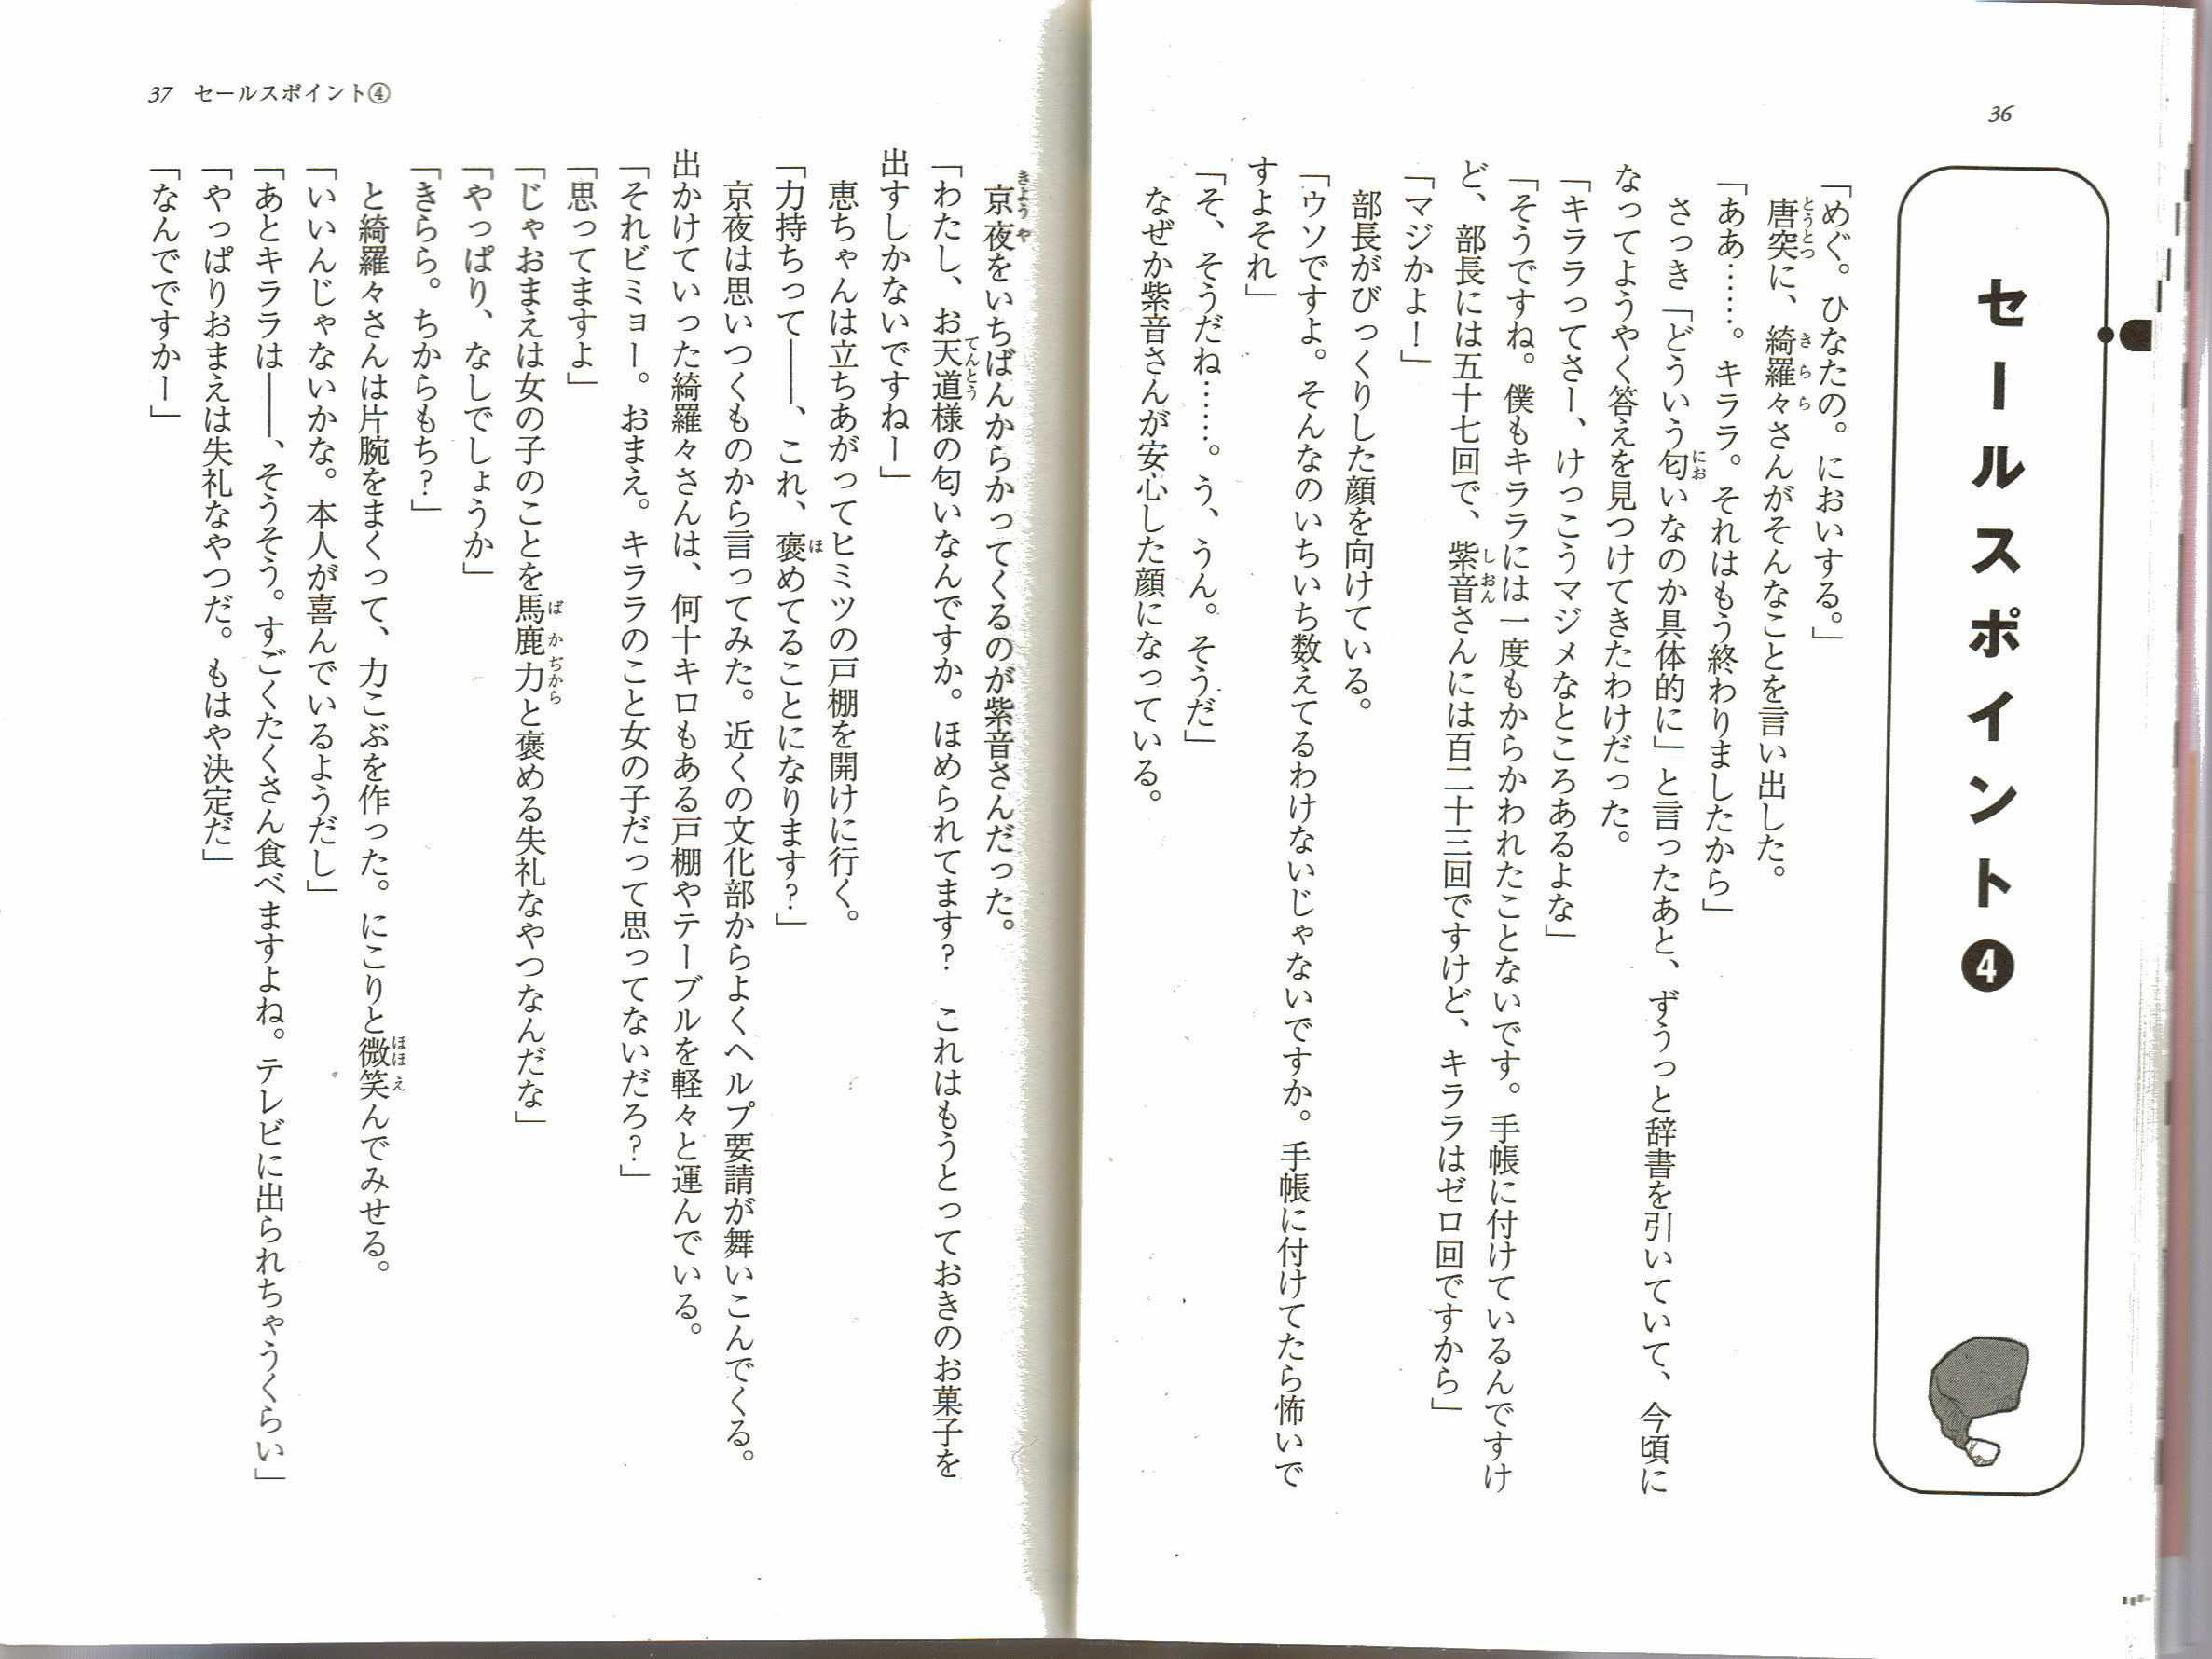 36
セールスポイント❹
「めぐ。ひなたの。においする。」
唐突に、綺羅々さんがそんなことを言い出した。
「ああ……。キララ。それはもう終わりましたから」
さっき「どういう匂いなのか具体的に」と言ったあと、ずうっと辞書を引いていて、今頃に
なってようやく答えを見つけてきたわけだった。
「キララってさー、けっこうマジメなところあるよな」
「そうですね。僕もキララには一度もからかわれたことないです。手帳に付けているんですけ
ど、部長には五十七回で、紫音さんには百二十三回ですけど、キララはゼロ回ですから」
「マジかよ！」
部長がびっくりした顔を向けている。
「ウソですよ。そんなのいちいち数えてるわけないじゃないですか。手帳に付けてたら怖いで
すよそれ」
「そ、そうだね……。う、うん。そうだ」
なぜか紫音さんが安心した顔になっている。
京夜をいちばんからかってくるのが紫音さんだった。
「わたし、お天道様の匂いなんですか。ほめられてます？　これはもうとっておきのお菓子を
出すしかないですねー」
恵ちゃんは立ちあがってヒミツの戸棚を開けに行く。
「力持ちって――、これ、褒めてることになります？」
京夜は思いつくものから言ってみた。近くの文化部からよくヘルプ要請が舞いこんでくる。
出かけていった綺羅々さんは、何十キロもある戸棚やテーブルを軽々と運んでいる。
「それビミョー。おまえ。キララのこと女の子だって思ってないだろ？」
「思ってますよ」
「じゃおまえは女の子のことを馬鹿力と褒める失礼なやつなんだな」
「やっぱり、なしでしょうか」
「きらら。ちからもち？」
と綺羅々さんは片腕をまくって、力こぶを作った。にこりと微笑んでみせる。
「いいんじゃないかな。本人が喜んでいるようだし」
「あとキララは――、そうそう。すごくたくさん食べますよね。テレビに出られちゃうくらい」
「やっぱりおまえは失礼なやつだ。もはや決定だ」
「なんでですかー」
37 セールスポイント④